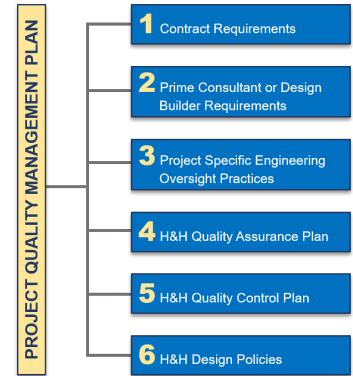 PROJECT QUALITY MANAGEMENT PLAN
1 Contract Requirements
2 Prime Consultant or Design
Builder Requirements
3 Project Specific Engineering
Oversight Practices
4 H&H Quality Assurance Plan
5 H&H Quality Control Plan
6 H&H Design Policies